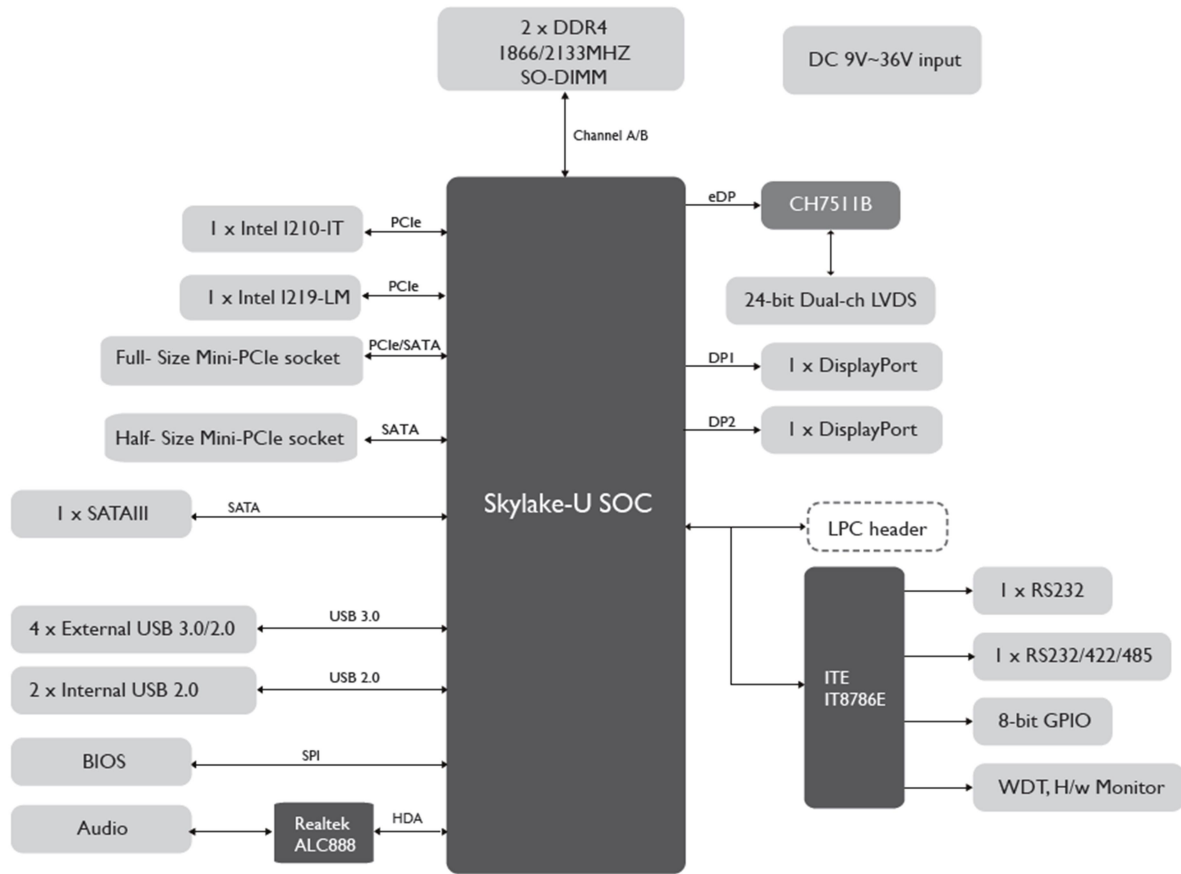 2 x DDR4
1866/2133MHZ
SO-DIMM
DC 9V~36V input
Channel A/B
eDP
CH7511B
1 x Intel I210-IT
PCIe
24-bit Dual-ch LVDS
1 x Intel I219-LM
PCIe
Full- Size Mini-PCIe socket
PCIe/SATA
DP1
1 x DisplayPort
Half- Size Mini-PCIe socket
SATA
DP2
1 x DisplayPort
Skylake-U SOC
1 x SATAIII
SATA
LPC header
4 x External USB 3.0/2.0
USB 3.0
2 x Internal USB 2.0
USB 2.0
BIOS
SPI
Audio
Realtek
ALC888
HDA
ITE
IT8786E
1 x RS232
1 x RS232/422/485
8-bit GPIO
WDT, H/w Monitor